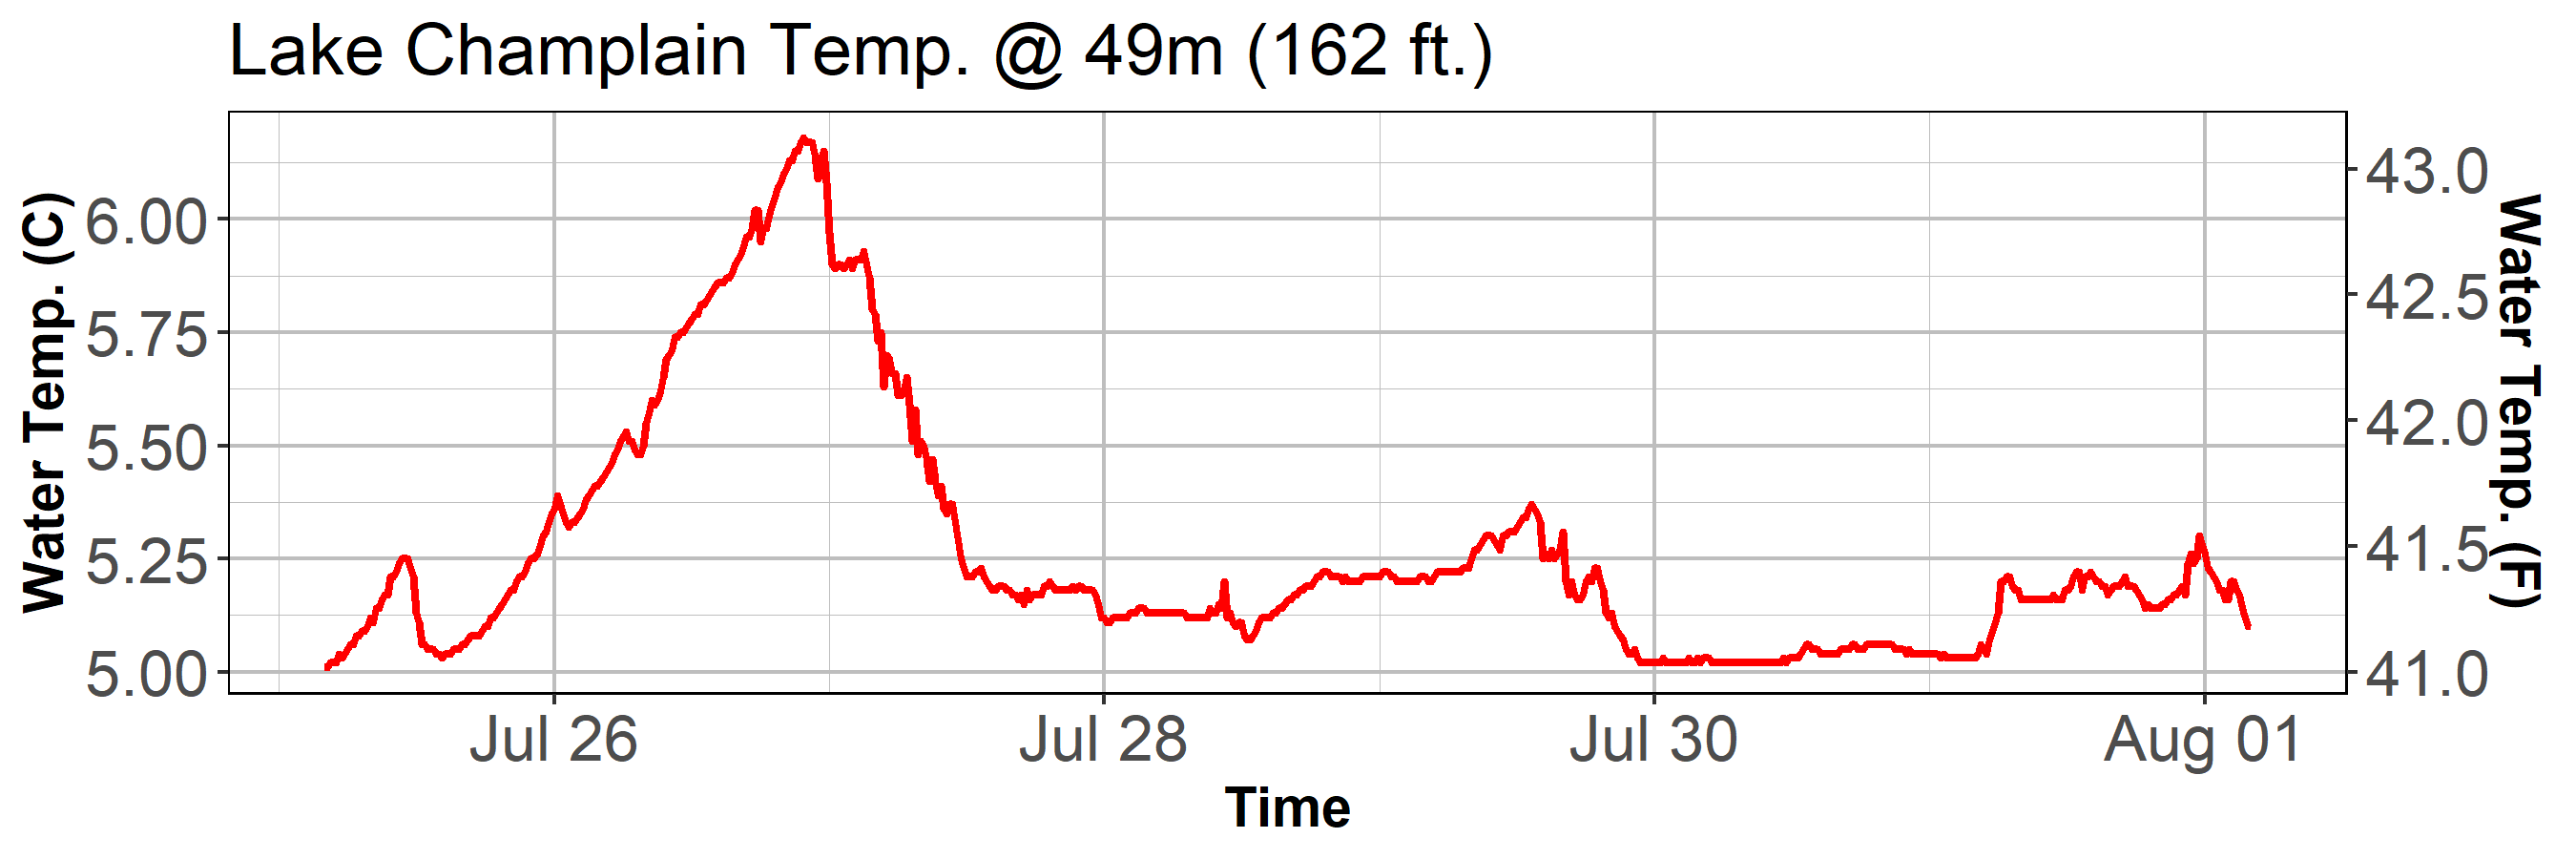 Lake Champlain Temp. @ 49m (162 ft.)
Water Temp. (C)
6.00
5.75
5.50
5.25
5.00
43.0
42.5
42.0
41.5
41.0
Water Temp. (F)
Jul 26
Jul 28
Jul 30
Aug 01
Time